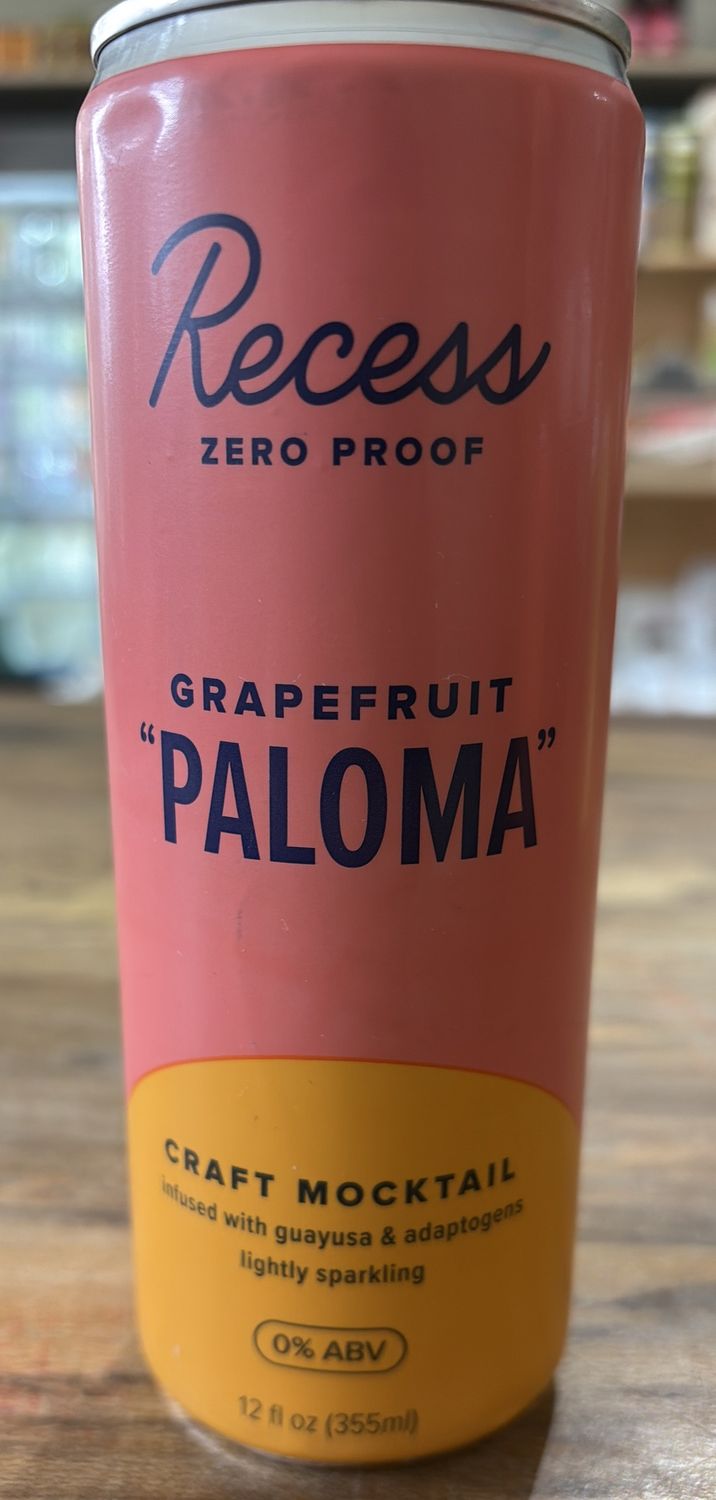 Recess
ZERO PROOF
GRAPEFRUIT
“PALOMA”
CRAFT MOCKTAIL
infused with guayusa & adaptogens
lightly sparkling
0% ABV
12 fl oz (355ml)